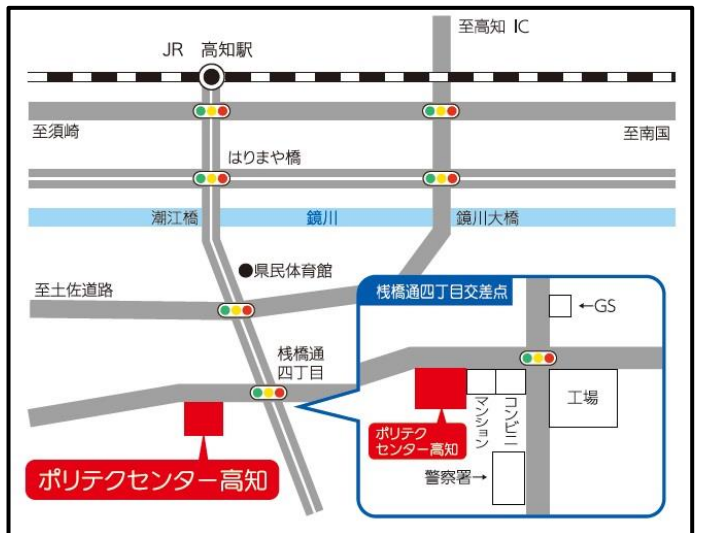 至高知 IC
JR 高知駅
至須崎
至南国
はりまや橋
潮江橋
鏡川
鏡川大橋
●県民体育館
至土佐道路
桟橋通
四丁目
ポリテクセンター高知
桟橋通四丁目交差点
←GS
マンション
コンビニ
工場
ポリテク
センター高知
警察署→